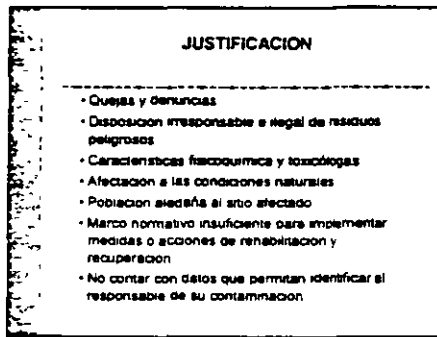 JUSTIFICACION
• Quejas y denuncias
• Disposicion irresponsable e ilegal de residuos
peligrosos
• Caracteristicas fisicoquimica y toxicólogas
• Afectacion a las condiciones naturales
• Poblacion aledaña al sitio afectado
• Marco normativo insuficiente para implementar
medidas o acciones de rehabilitacion y
recuperacion
• No contar con datos que permitan identificar al
responsable de su contaminacion